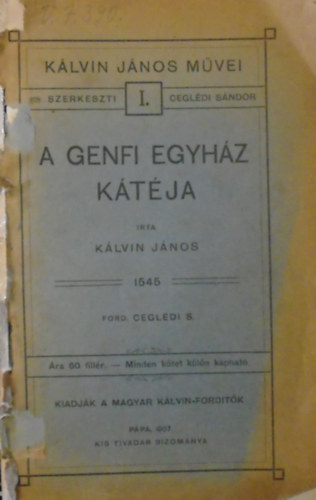 KÁLVIN JÁNOS MŰVEI
SZERKESZTI I. CEGLÉDI SÁNDOR
A GENFI EGYHÁZ
KÁTÉJA
IRTA
KÁLVIN JÁNOS
1545
FORD. CEGLÉDI S.
Ára 60 fillér. — Minden kötet külön kapható
KIADJÁK A MAGYAR KÁLVIN-FORDITÓK
PÁPA, 1907
KIS TIVADAR BIZOMÁNYA